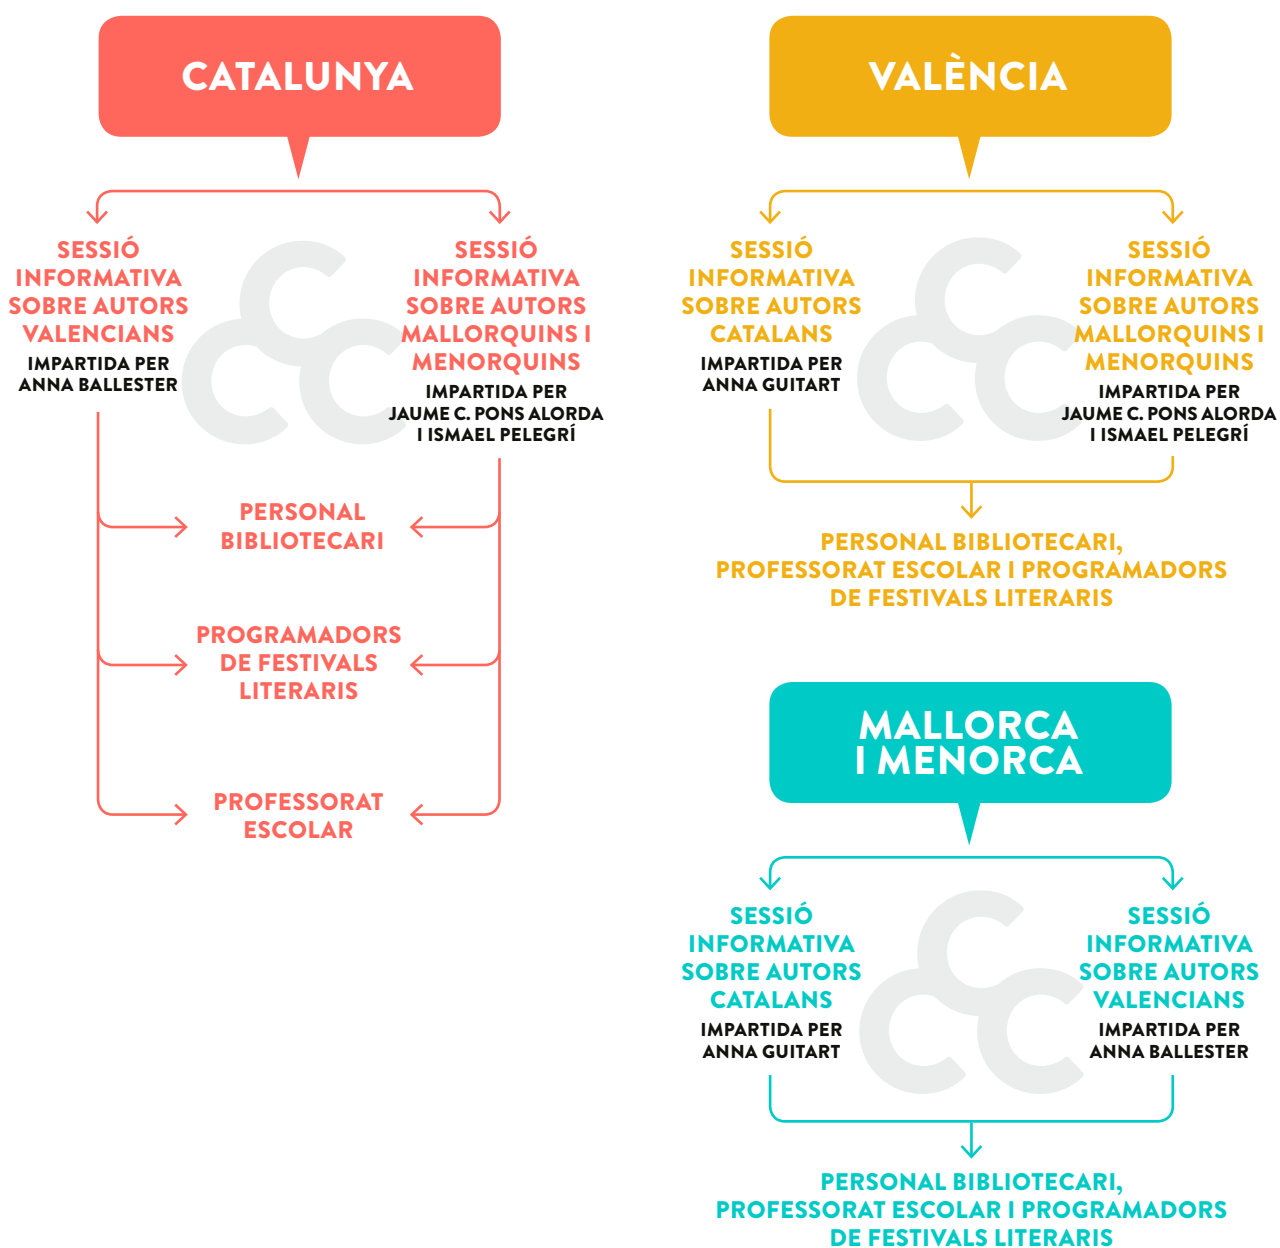 CATALUNYA
SESSIÓ
INFORMATIVA
SOBRE AUTORS
VALENCIANS
IMPARTIDA PER
ANNA BALLESTER
SESSIÓ
INFORMATIVA
SOBRE AUTORS
MALLORQUINS I
MENORQUINS
IMPARTIDA PER
JAUME C. PONS ALORDA
I ISMAEL PELEGRÍ
PERSONAL
BIBLIOTECARI
PROGRAMADORS
DE FESTIVALS
LITERARIS
PROFESSORAT
ESCOLAR
VALÈNCIA
SESSIÓ
INFORMATIVA
SOBRE AUTORS
CATALANS
IMPARTIDA PER
ANNA GUITART
SESSIÓ
INFORMATIVA
SOBRE AUTORS
MALLORQUINS I
MENORQUINS
IMPARTIDA PER
JAUME C. PONS ALORDA
I ISMAEL PELEGRÍ
PERSONAL BIBLIOTECARI,
PROFESSORAT ESCOLAR I PROGRAMADORS
DE FESTIVALS LITERARIS
MALLORCA
I MENORCA
SESSIÓ
INFORMATIVA
SOBRE AUTORS
CATALANS
IMPARTIDA PER
ANNA GUITART
SESSIÓ
INFORMATIVA
SOBRE AUTORS
VALENCIANS
IMPARTIDA PER
ANNA BALLESTER
PERSONAL BIBLIOTECARI,
PROFESSORAT ESCOLAR I PROGRAMADORS
DE FESTIVALS LITERARIS